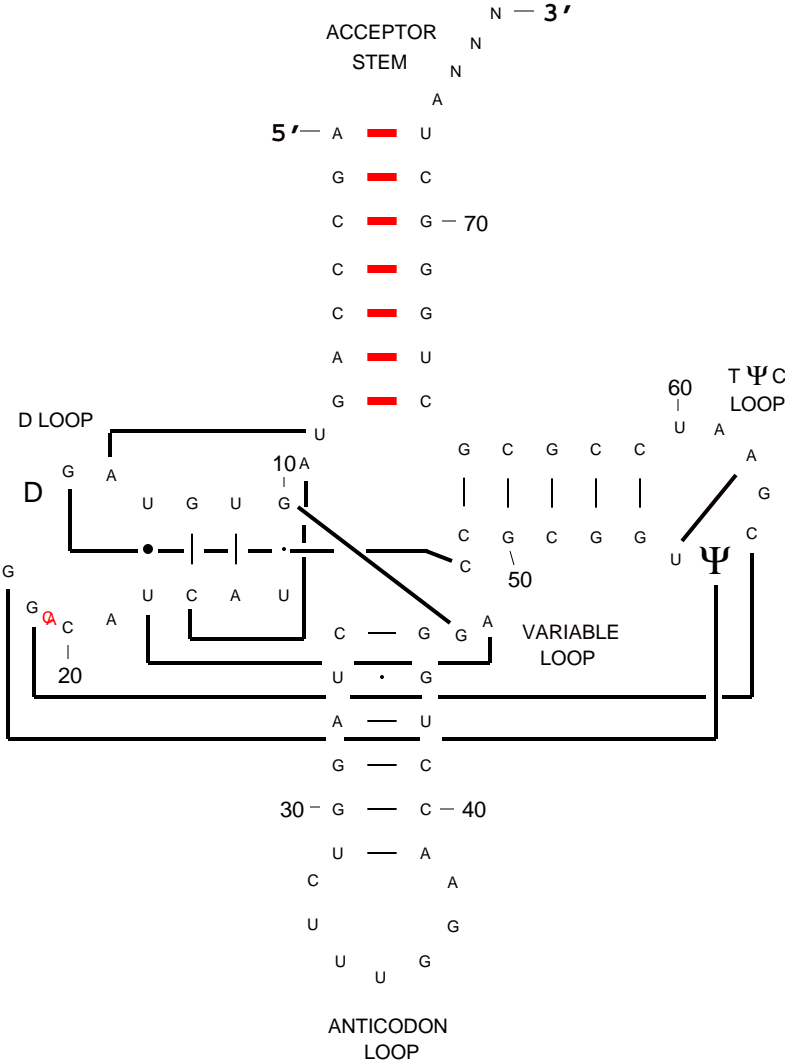 N 3′
ACCEPTOR N
STEM N
A
5′ A U
G C
C G 70
C G
C G
A U
G C
60 T Ψ C
LOOP
D LOOP U U A
G C G C C
G A 10 A A
D U G U G G
C G C G G U C
C 50 Ψ
G
U C A U
G A C A A
C G G A VARIABLE
20 LOOP
U G
A U
G C
30 G C 40
U A
C A
U G
U U G
ANTICODON
LOOP